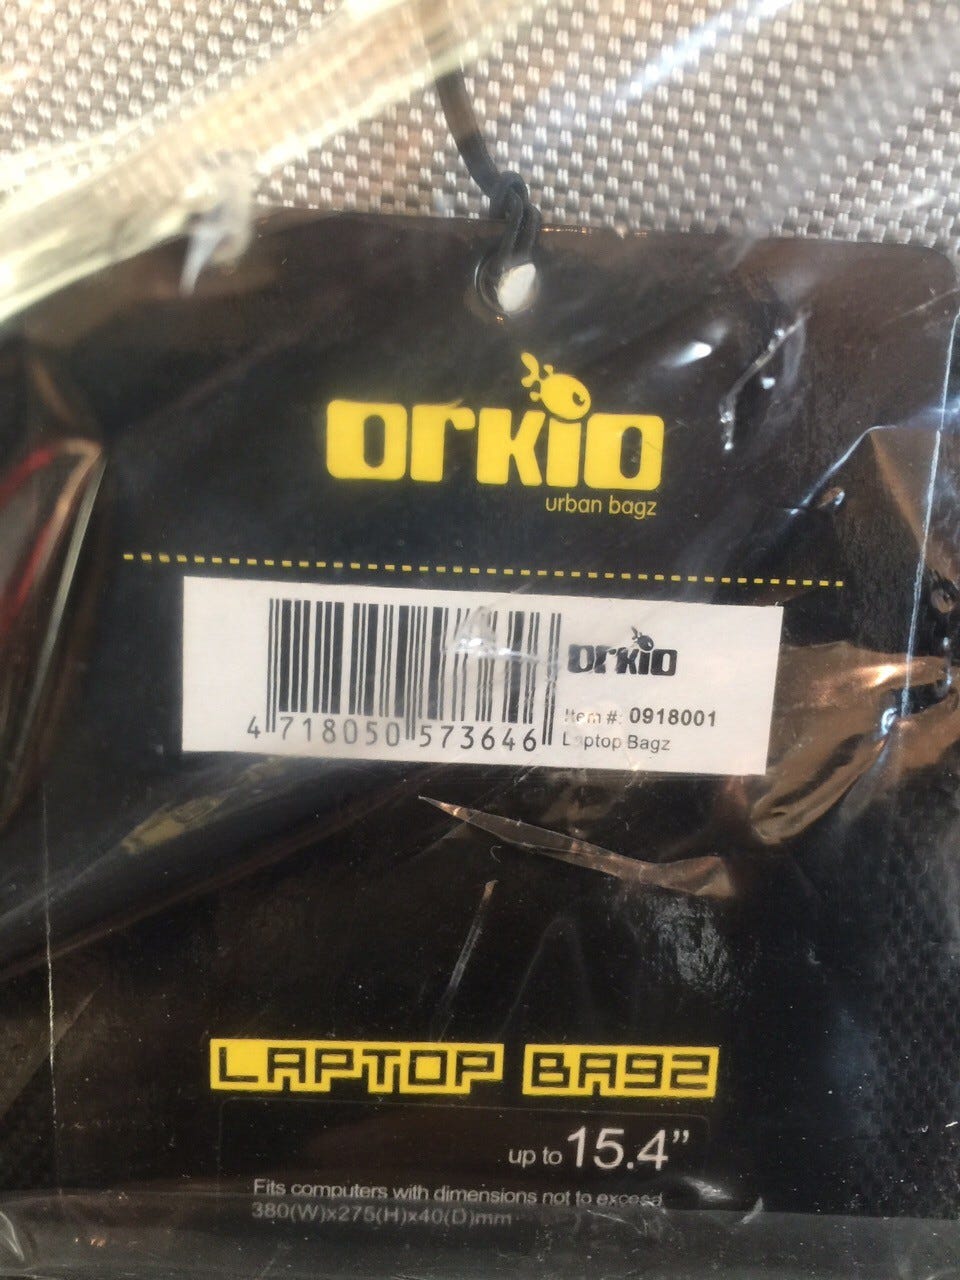 orkio
urban bagz
orkio
Item #: 0918001
Laptop Bagz
4 718050 573646
LAPTOP BAGZ
up to 15.4”
Fits computers with dimensions not to exceed
380(W)x275(H)x40(D)mm